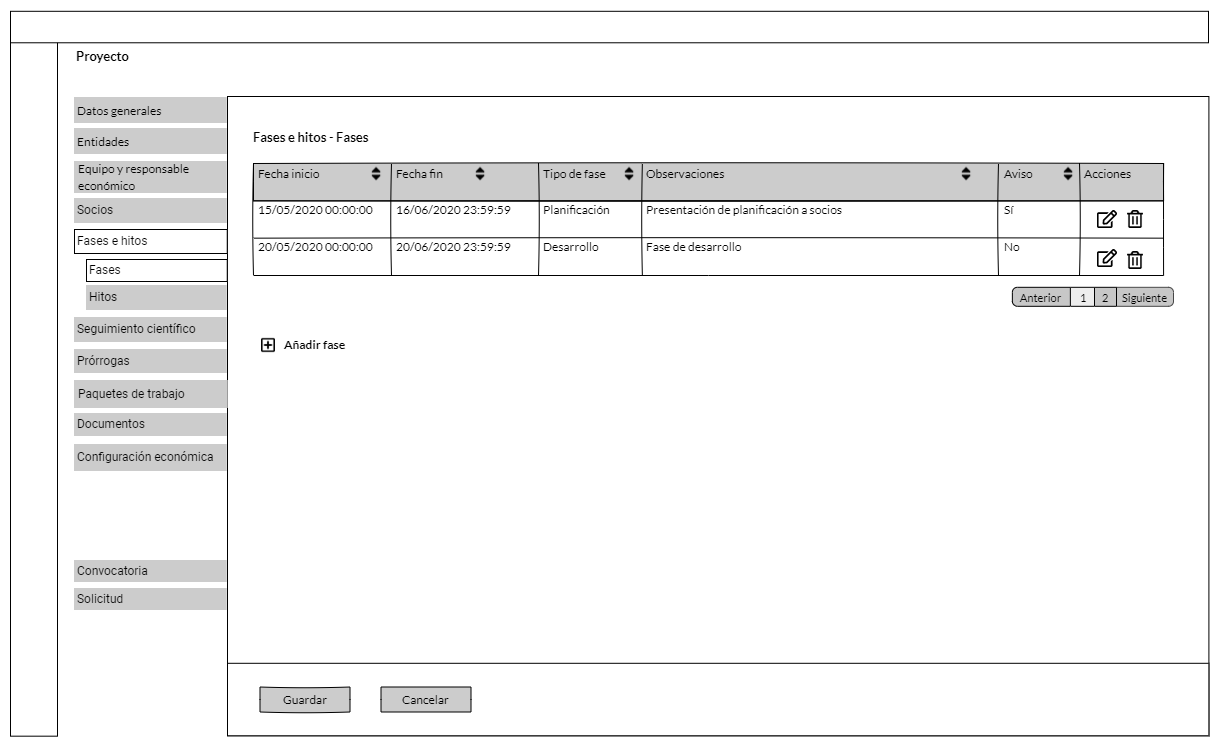 Proyecto
Datos generales
Entidades
Equipo y responsable
económico
Socios
Fases e hitos
Fases
Hitos
Seguimiento científico
Prórrogas
Paquetes de trabajo
Documentos
Configuración económica
Convocatoria
Solicitud
Fases e hitos - Fases
Fecha inicio Fecha fin Tipo de fase Observaciones Aviso Acciones
15/05/2020 00:00:00 16/06/2020 23:59:59 Planificación Presentación de planificación a socios Sí
20/05/2020 00:00:00 20/06/2020 23:59:59 Desarrollo Fase de desarrollo No
Anterior 1 2 Siguiente
Añadir fase
Guardar Cancelar